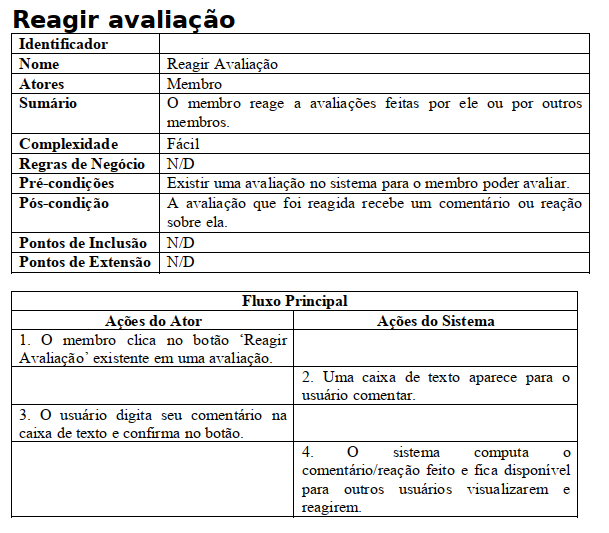 Reagir avaliação
Identificador
Nome Reagir Avaliação
Atores Membro
Sumário O membro reage a avaliações feitas por ele ou por outros
membros.
Complexidade Fácil
Regras de Negócio N/D
Pré-condições Existir uma avaliação no sistema para o membro poder avaliar.
Pós-condição A avaliação que foi reagida recebe um comentário ou reação
sobre ela.
Pontos de Inclusão N/D
Pontos de Extensão N/D
Fluxo Principal
Ações do Ator Ações do Sistema
1. O membro clica no botão ‘Reagir
Avaliação’ existente em uma avaliação.
2. Uma caixa de texto aparece para o
usuário comentar.
3. O usuário digita seu comentário na
caixa de texto e confirma no botão.
4. O sistema computa o
comentário/reação feito e fica disponível
para outros usuários visualizarem e
reagirem.